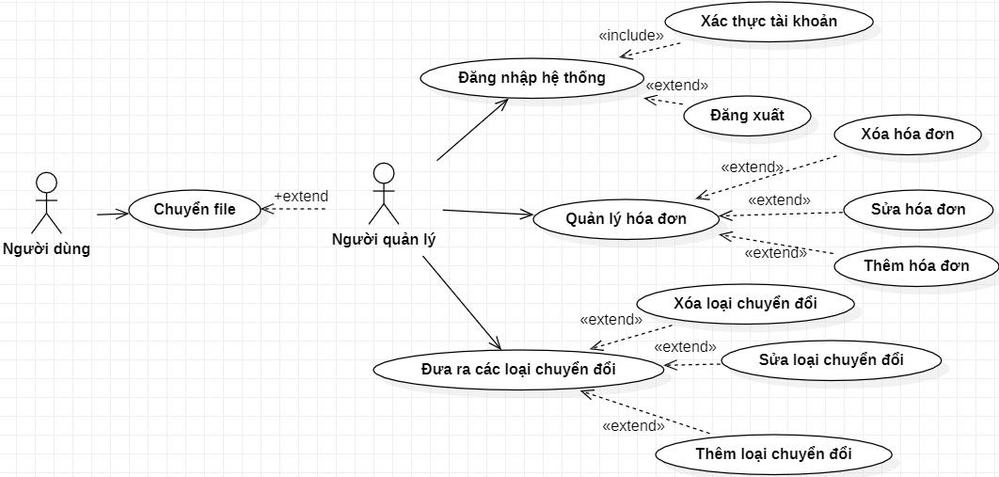 Xác thực tài khoản
«include»
Đăng nhập hệ thống
«extend»
Đăng xuất
Xóa hóa đơn
«extend»
+extend
Chuyển file
«extend»
Sửa hóa đơn
Quản lý hóa đơn
Người dùng
Người quản lý
«extend»
Thêm hóa đơn
Xóa loại chuyển đổi
«extend»
«extend»
Sửa loại chuyển đổi
Đưa ra các loại chuyển đổi
«extend»
Thêm loại chuyển đổi